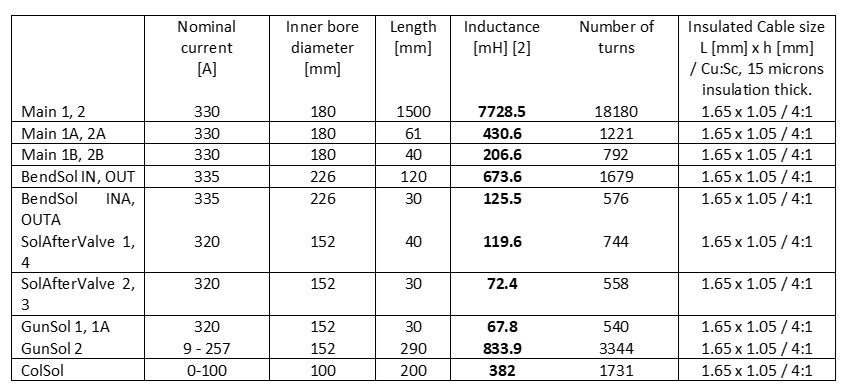 Nominal current [A] Inner bore diameter [mm] Length [mm] Inductance [mH] [2] Number of turns Insulated Cable size L [mm] x h [mm] / Cu:Sc, 15 microns insulation thick.
Main 1, 2 330 180 1500 7728.5 18180 1.65 x 1.05 / 4:1
Main 1A, 2A 330 180 61 430.6 1221 1.65 x 1.05 / 4:1
Main 1B, 2B 330 180 40 206.6 792 1.65 x 1.05 / 4:1
BendSol IN, OUT 335 226 120 673.6 1679 1.65 x 1.05 / 4:1
BendSol INA, OUTA 335 226 30 125.5 576 1.65 x 1.05 / 4:1
SolAfterValve 1, 4 320 152 40 119.6 744 1.65 x 1.05 / 4:1
SolAfterValve 2, 3 320 152 30 72.4 558 1.65 x 1.05 / 4:1
GunSol 1, 1A 320 152 30 67.8 540 1.65 x 1.05 / 4:1
GunSol 2 9 - 257 152 290 833.9 3344 1.65 x 1.05 / 4:1
ColSol 0-100 100 200 382 1731 1.65 x 1.05 / 4:1